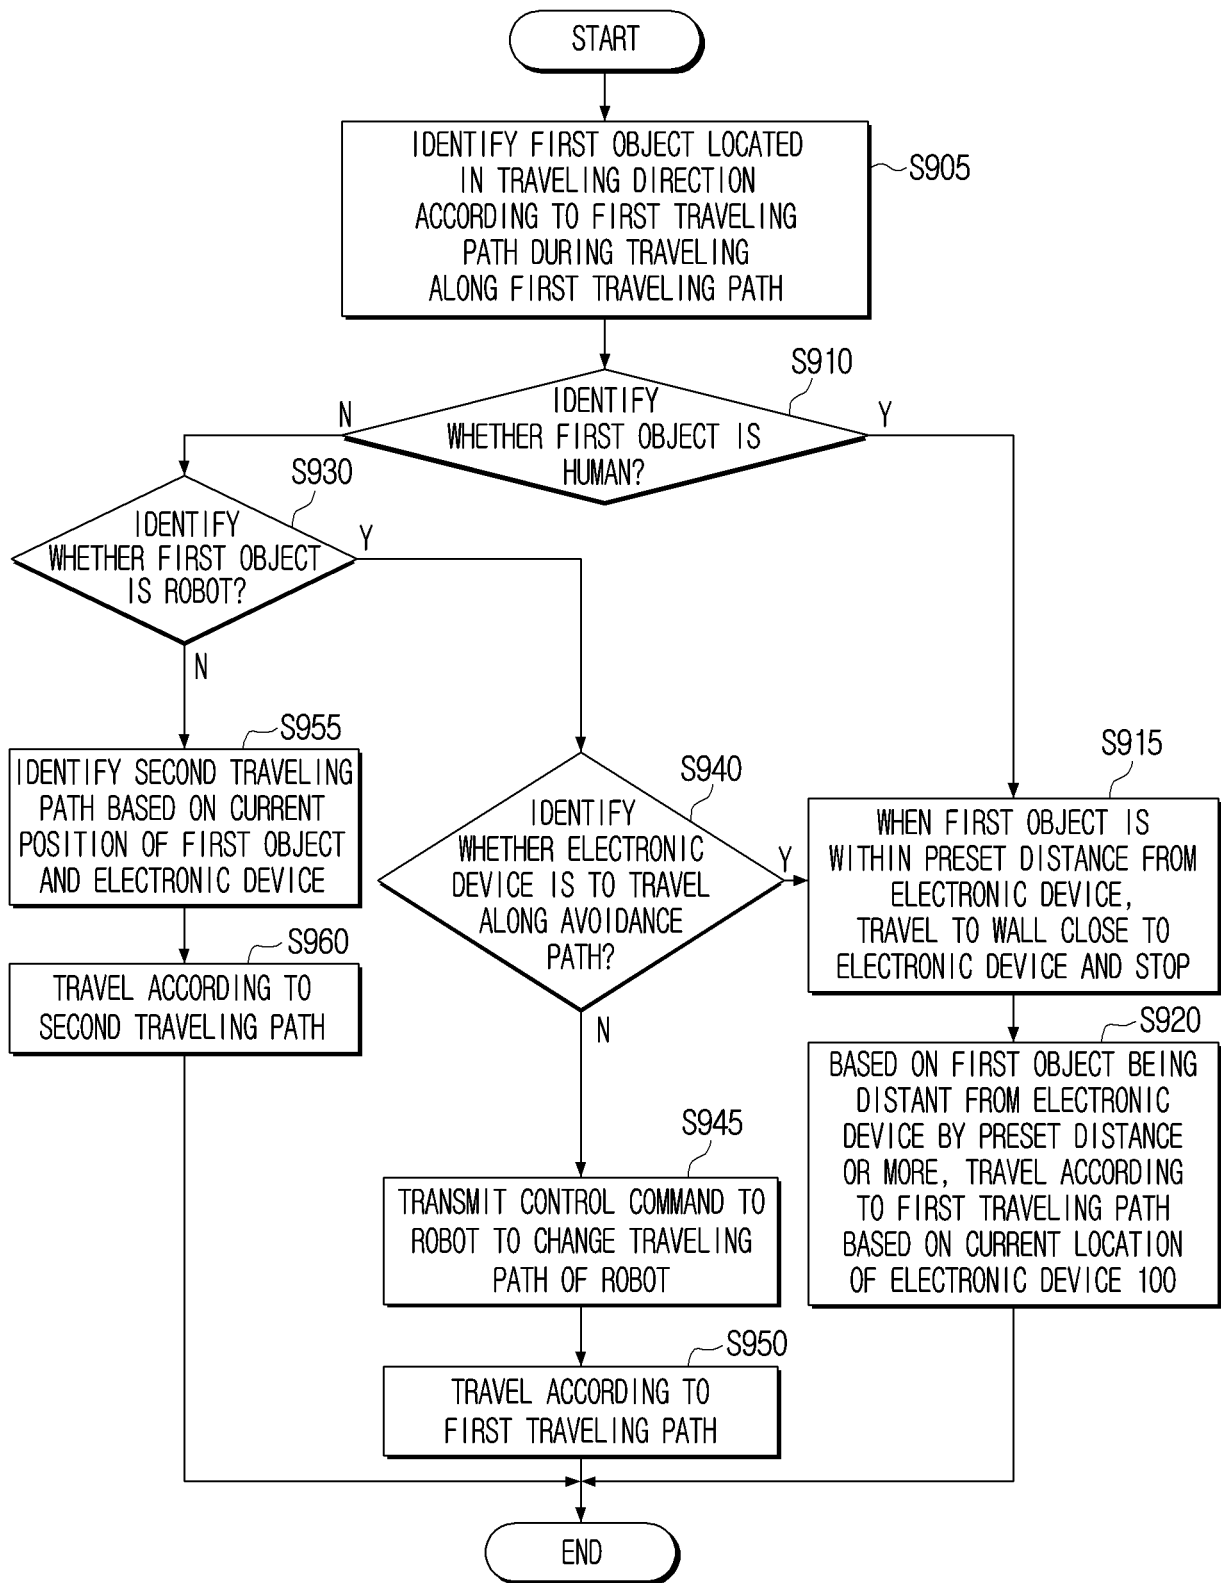 START
IDENTIFY FIRST OBJECT LOCATED
IN TRAVELING DIRECTION
ACCORDING TO FIRST TRAVELING
PATH DURING TRAVELING
ALONG FIRST TRAVELING PATH
S905
S910
IDENTIFY
WHETHER FIRST OBJECT IS
HUMAN?
N
Y
S930
IDENTIFY
WHETHER FIRST OBJECT
IS ROBOT?
Y
N
S955
IDENTIFY SECOND TRAVELING
PATH BASED ON CURRENT
POSITION OF FIRST OBJECT
AND ELECTRONIC DEVICE
S960
TRAVEL ACCORDING TO
SECOND TRAVELING PATH
S940
IDENTIFY
WHETHER ELECTRONIC
DEVICE IS TO TRAVEL
ALONG AVOIDANCE
PATH?
Y
N
S915
WHEN FIRST OBJECT IS
WITHIN PRESET DISTANCE FROM
ELECTRONIC DEVICE,
TRAVEL TO WALL CLOSE TO
ELECTRONIC DEVICE AND STOP
S920
BASED ON FIRST OBJECT BEING
DISTANT FROM ELECTRONIC
DEVICE BY PRESET DISTANCE
OR MORE, TRAVEL ACCORDING
TO FIRST TRAVELING PATH
BASED ON CURRENT LOCATION
OF ELECTRONIC DEVICE 100
S945
TRANSMIT CONTROL COMMAND TO
ROBOT TO CHANGE TRAVELING
PATH OF ROBOT
S950
TRAVEL ACCORDING TO
FIRST TRAVELING PATH
END